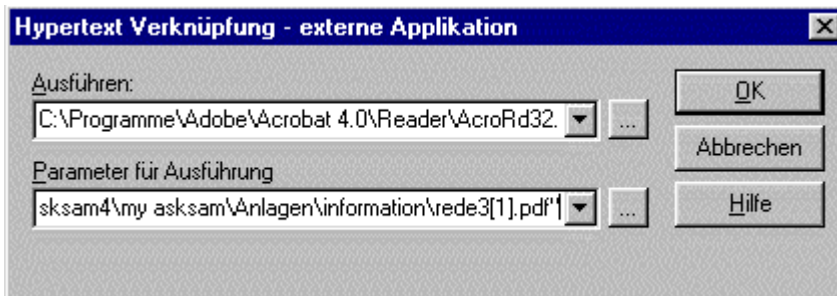 Hypertext Verknüpfung - externe Applikation
Ausführen:
C:\Programme\Adobe\Acrobat 4.0\Reader\AcroRd32.
...
OK
Abbrechen
Parameter für Ausführung
sksam4\my asksam\Anlagen\information\rede3[1].pdf"
...
Hilfe